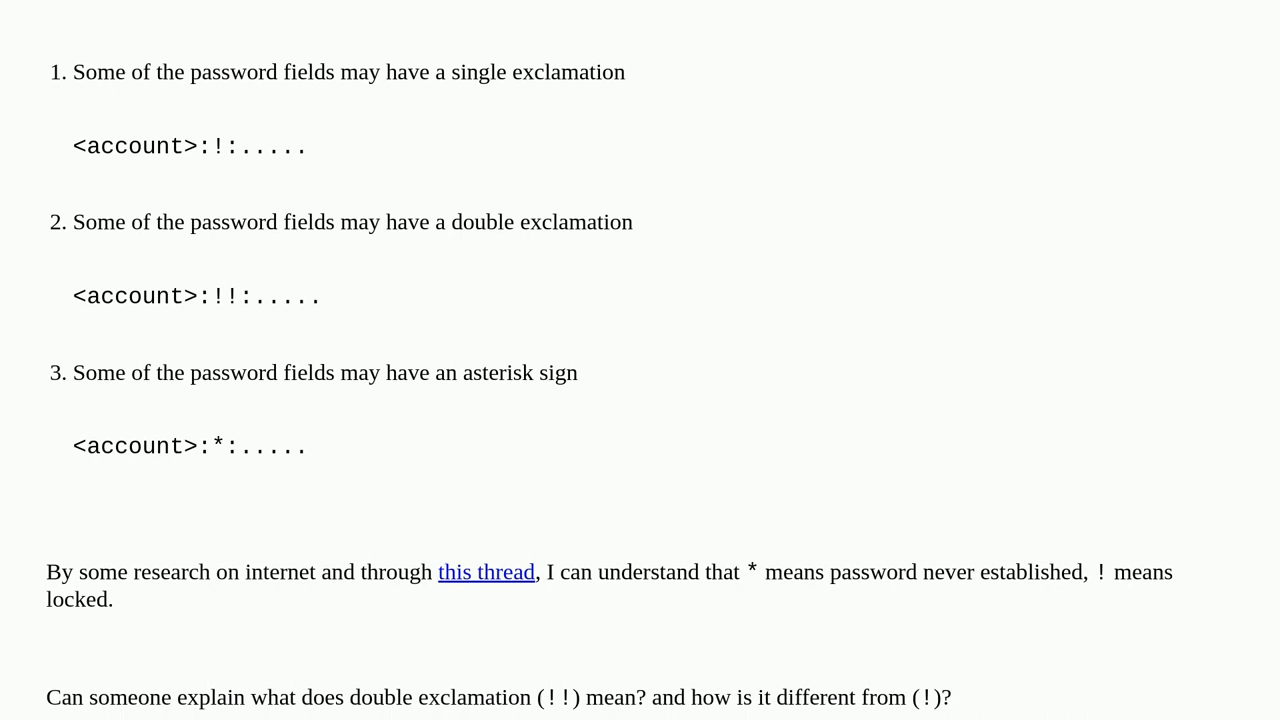 1. Some of the password fields may have a single exclamation
<account>:!:.....
2. Some of the password fields may have a double exclamation
<account>:!!:.....
3. Some of the password fields may have an asterisk sign
<account>:*:.....
By some research on internet and through this thread, I can understand that * means password never established, ! means
locked.
Can someone explain what does double exclamation (!!) mean? and how is it different from (!)?